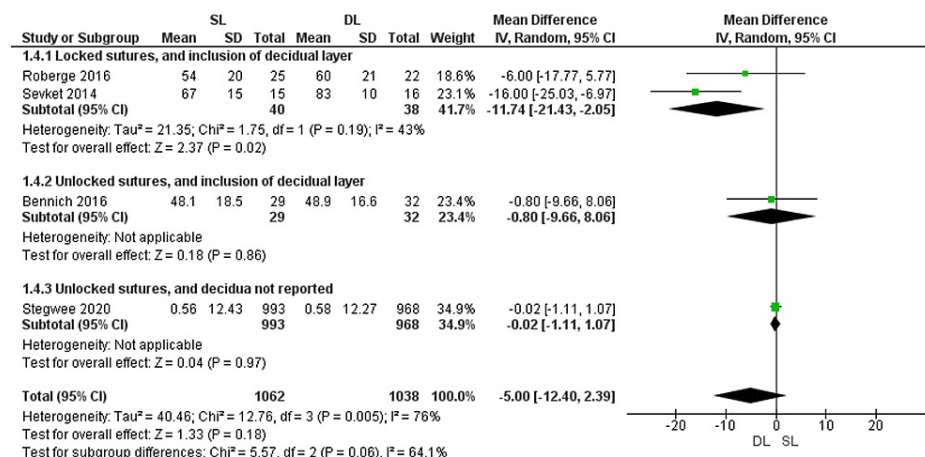 SL DL Mean Difference Mean Difference
Study or Subgroup Mean SD Total Mean SD Total Weight IV, Random, 95% CI IV, Random, 95% CI
1.4.1 Locked sutures, and inclusion of decidual layer
Roberge 2016 54 20 25 60 21 22 18.6% -6.00 [-17.77, 5.77]
Sevket 2014 67 15 15 83 10 16 23.1% -16.00 [-25.03, -6.97]
Subtotal (95% CI) 40 38 41.7% -11.74 [-21.43, -2.05]
Heterogeneity: Tau² = 21.35; Chi² = 1.75, df = 1 (P = 0.19); I² = 43%
Test for overall effect: Z = 2.37 (P = 0.02)
1.4.2 Unlocked sutures, and inclusion of decidual layer
Bennich 2016 48.1 18.5 29 48.9 16.6 32 23.4% -0.80 [-9.66, 8.06]
Subtotal (95% CI) 29 32 23.4% -0.80 [-9.66, 8.06]
Heterogeneity: Not applicable
Test for overall effect: Z = 0.18 (P = 0.86)
1.4.3 Unlocked sutures, and decidua not reported
Stegwee 2020 0.56 12.43 993 0.58 12.27 968 34.9% -0.02 [-1.11, 1.07]
Subtotal (95% CI) 993 968 34.9% -0.02 [-1.11, 1.07]
Heterogeneity: Not applicable
Test for overall effect: Z = 0.04 (P = 0.97)
Total (95% CI) 1062 1038 100.0% -5.00 [-12.40, 2.39]
Heterogeneity: Tau² = 40.46; Chi² = 12.76, df = 3 (P = 0.005); I² = 76%
Test for overall effect: Z = 1.33 (P = 0.18)
Test for subgroup differences: Chi² = 5.57, df = 2 (P = 0.06), I² = 64.1%
-20 -10 0 10 20
DL SL